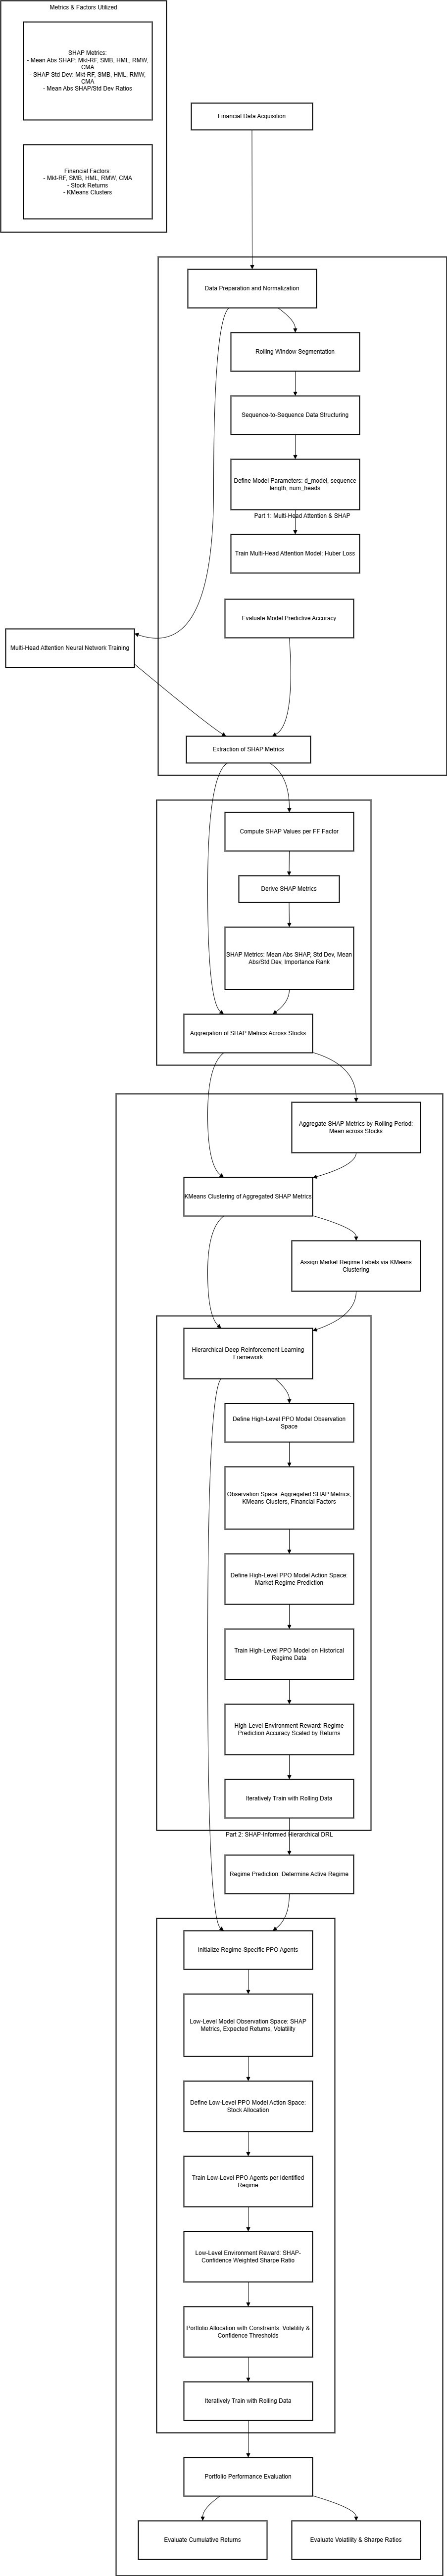 Metrics & Factors Utilized
SHAP Metrics:
- Mean Abs SHAP: Mkt-RF, SMB, HML, RMW,
CMA
- SHAP Std Dev: Mkt-RF, SMB, HML, RMW,
CMA
- Mean Abs SHAP/Std Dev Ratios
Financial Factors:
- Mkt-RF, SMB, HML, RMW, CMA
- Stock Returns
- KMeans Clusters
Financial Data Acquisition
Data Preparation and Normalization
Rolling Window Segmentation
Sequence-to-Sequence Data Structuring
Define Model Parameters: d_model, sequence
length, num_heads
Part 1: Multi-Head Attention & SHAP
Train Multi-Head Attention Model: Huber Loss
Evaluate Model Predictive Accuracy
Multi-Head Attention Neural Network Training
Extraction of SHAP Metrics
Compute SHAP Values per FF Factor
Derive SHAP Metrics
SHAP Metrics: Mean Abs SHAP, Std Dev, Mean
Abs/Std Dev, Importance Rank
Aggregation of SHAP Metrics Across Stocks
Aggregate SHAP Metrics by Rolling Period:
Mean across Stocks
KMeans Clustering of Aggregated SHAP Metrics
Assign Market Regime Labels via KMeans
Clustering
Hierarchical Deep Reinforcement Learning
Framework
Define High-Level PPO Model Observation
Space
Observation Space: Aggregated SHAP Metrics,
KMeans Clusters, Financial Factors
Define High-Level PPO Model Action Space:
Market Regime Prediction
Train High-Level PPO Model on Historical
Regime Data
High-Level Environment Reward: Regime
Prediction Accuracy Scaled by Returns
Iteratively Train with Rolling Data
Part 2: SHAP-Informed Hierarchical DRL
Regime Prediction: Determine Active Regime
Initialize Regime-Specific PPO Agents
Low-Level Model Observation Space: SHAP
Metrics, Expected Returns, Volatility
Define Low-Level PPO Model Action Space:
Stock Allocation
Train Low-Level PPO Agents per Identified
Regime
Low-Level Environment Reward: SHAP-
Confidence Weighted Sharpe Ratio
Portfolio Allocation with Constraints: Volatility &
Confidence Thresholds
Iteratively Train with Rolling Data
Portfolio Performance Evaluation
Evaluate Cumulative Returns
Evaluate Volatility & Sharpe Ratios